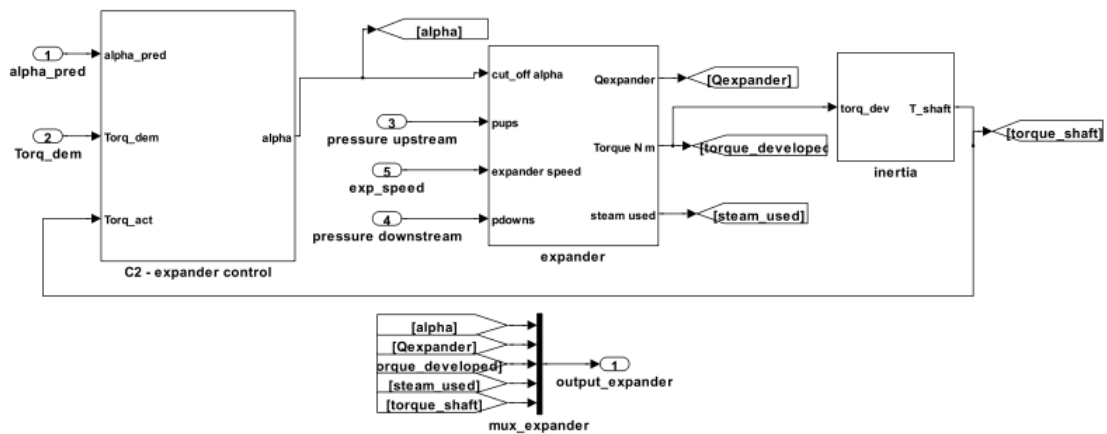 1
alpha_pred
2
Torq_dem
alpha_pred
Torq_dem
Torq_act
alpha
C2 - expander control
[alpha]
3
pressure upstream
5
exp_speed
4
pressure downstream
cut_off alpha
pups
expander speed
pdowns
Qexpander
Torque N m
steam used
expander
[Qexpander]
[torque_developed
[steam_used]
torq_dev
T_shaft
inertia
[torque_shaft]
[alpha]
[Qexpander]
orque_developed]
[steam_used]
[torque_shaft]
mux_expander
1
output_expander